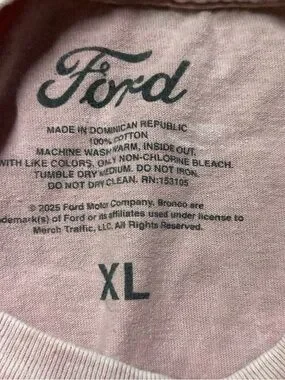 Ford
MADE IN DOMINICAN REPUBLIC
100% COTTON
MACHINE WASH WARM, INSIDE OUT,
WITH LIKE COLORS. ONLY NON-CHLORINE BLEACH.
TUMBLE DRY MEDIUM. DO NOT IRON.
DO NOT DRY CLEAN. RN:153105
© 2025 Ford Motor Company. Bronco are
demark(s) of Ford or its affiliates used under license to
Merch Traffic, LLC. All Rights Reserved.
XL